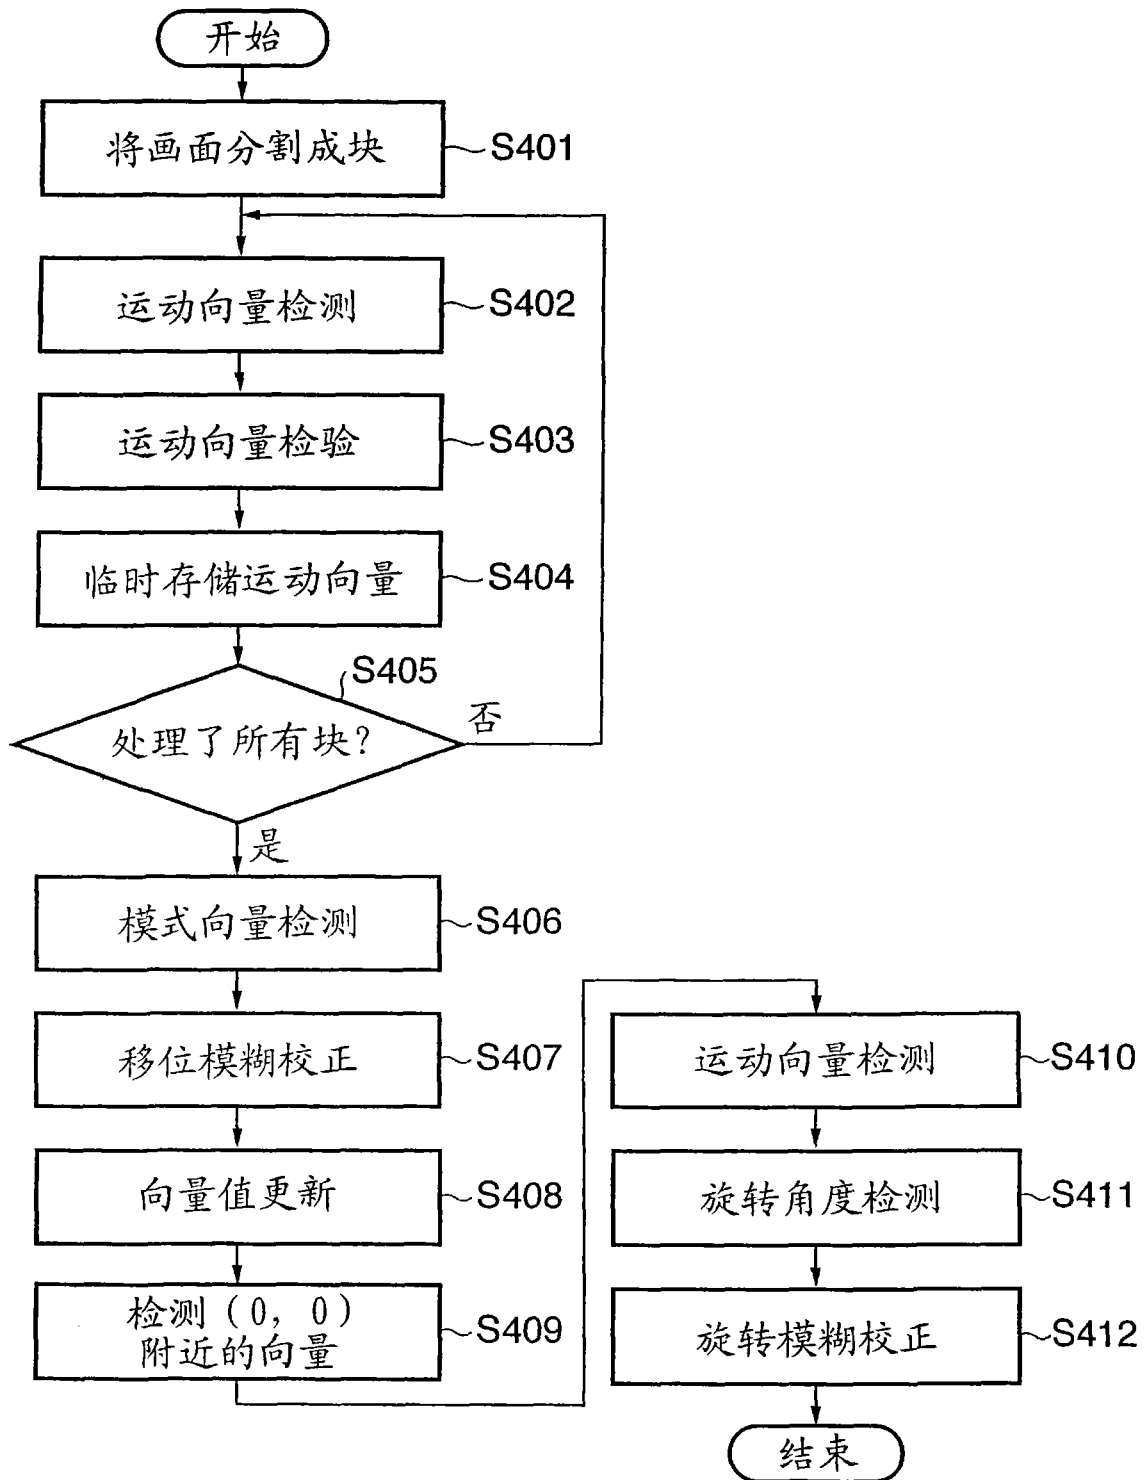 开始
将画面分割成块
S401
运动向量检测
S402
运动向量检验
S403
临时存储运动向量
S404
S405
处理了所有块?
否
是
模式向量检测
S406
移位模糊校正
S407
向量值更新
S408
检测(0, 0)
附近的向量
S409
运动向量检测
S410
旋转角度检测
S411
旋转模糊校正
S412
结束